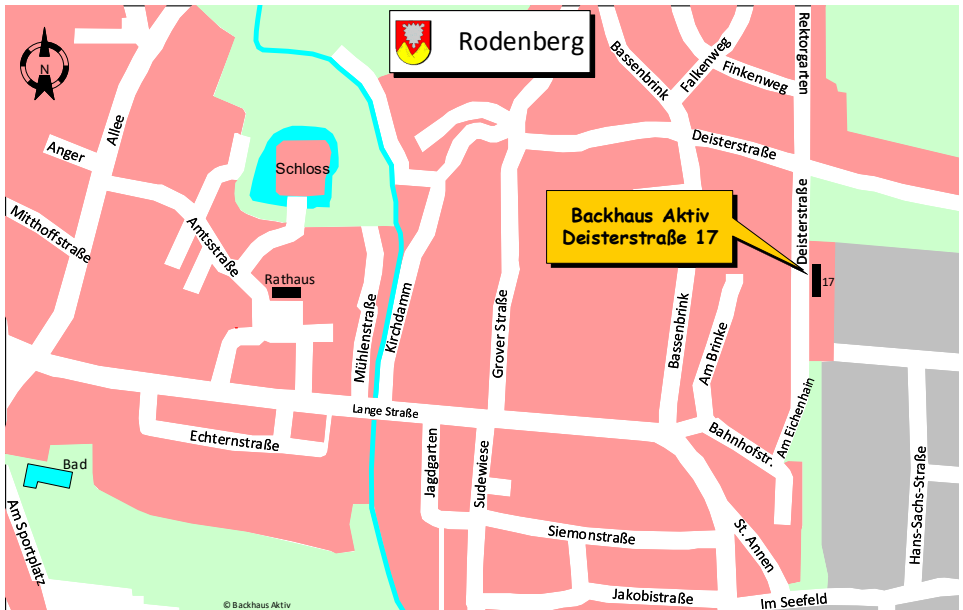 Rodenberg
N
Rektorgarten
Bassenbrink
Falkenweg
Finkenweg
Allee
Anger
Deisterstraße
Schloss
Mitthoffstraße
Amtsstraße
Deisterstraße
Backhaus Aktiv
Deisterstraße 17
17
Rathaus
Mühlenstraße
Kirchdamm
Grover Straße
Bassenbrink
Am Brinke
Lange Straße
Am Eichenhain
Echternstraße
Jagdgarten
Sudewiese
Bahnhofstr.
Bad
Hans-Sachs-Straße
Am Sportplatz
Siemonstraße
St. Annen
Jakobistraße
Im Seefeld
© Backhaus Aktiv